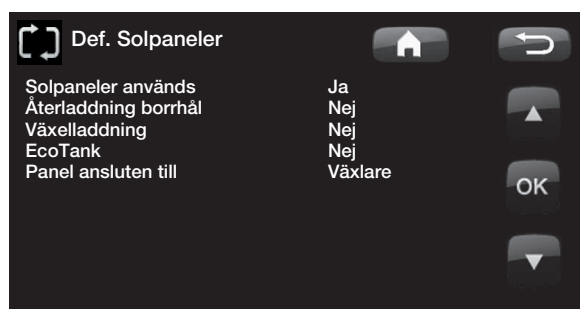 Def. Solpaneler
Solpaneler används Ja
Återladdning borrhål Nej
Växelladdning Nej
EcoTank Nej
Panel ansluten till Växlare
OK